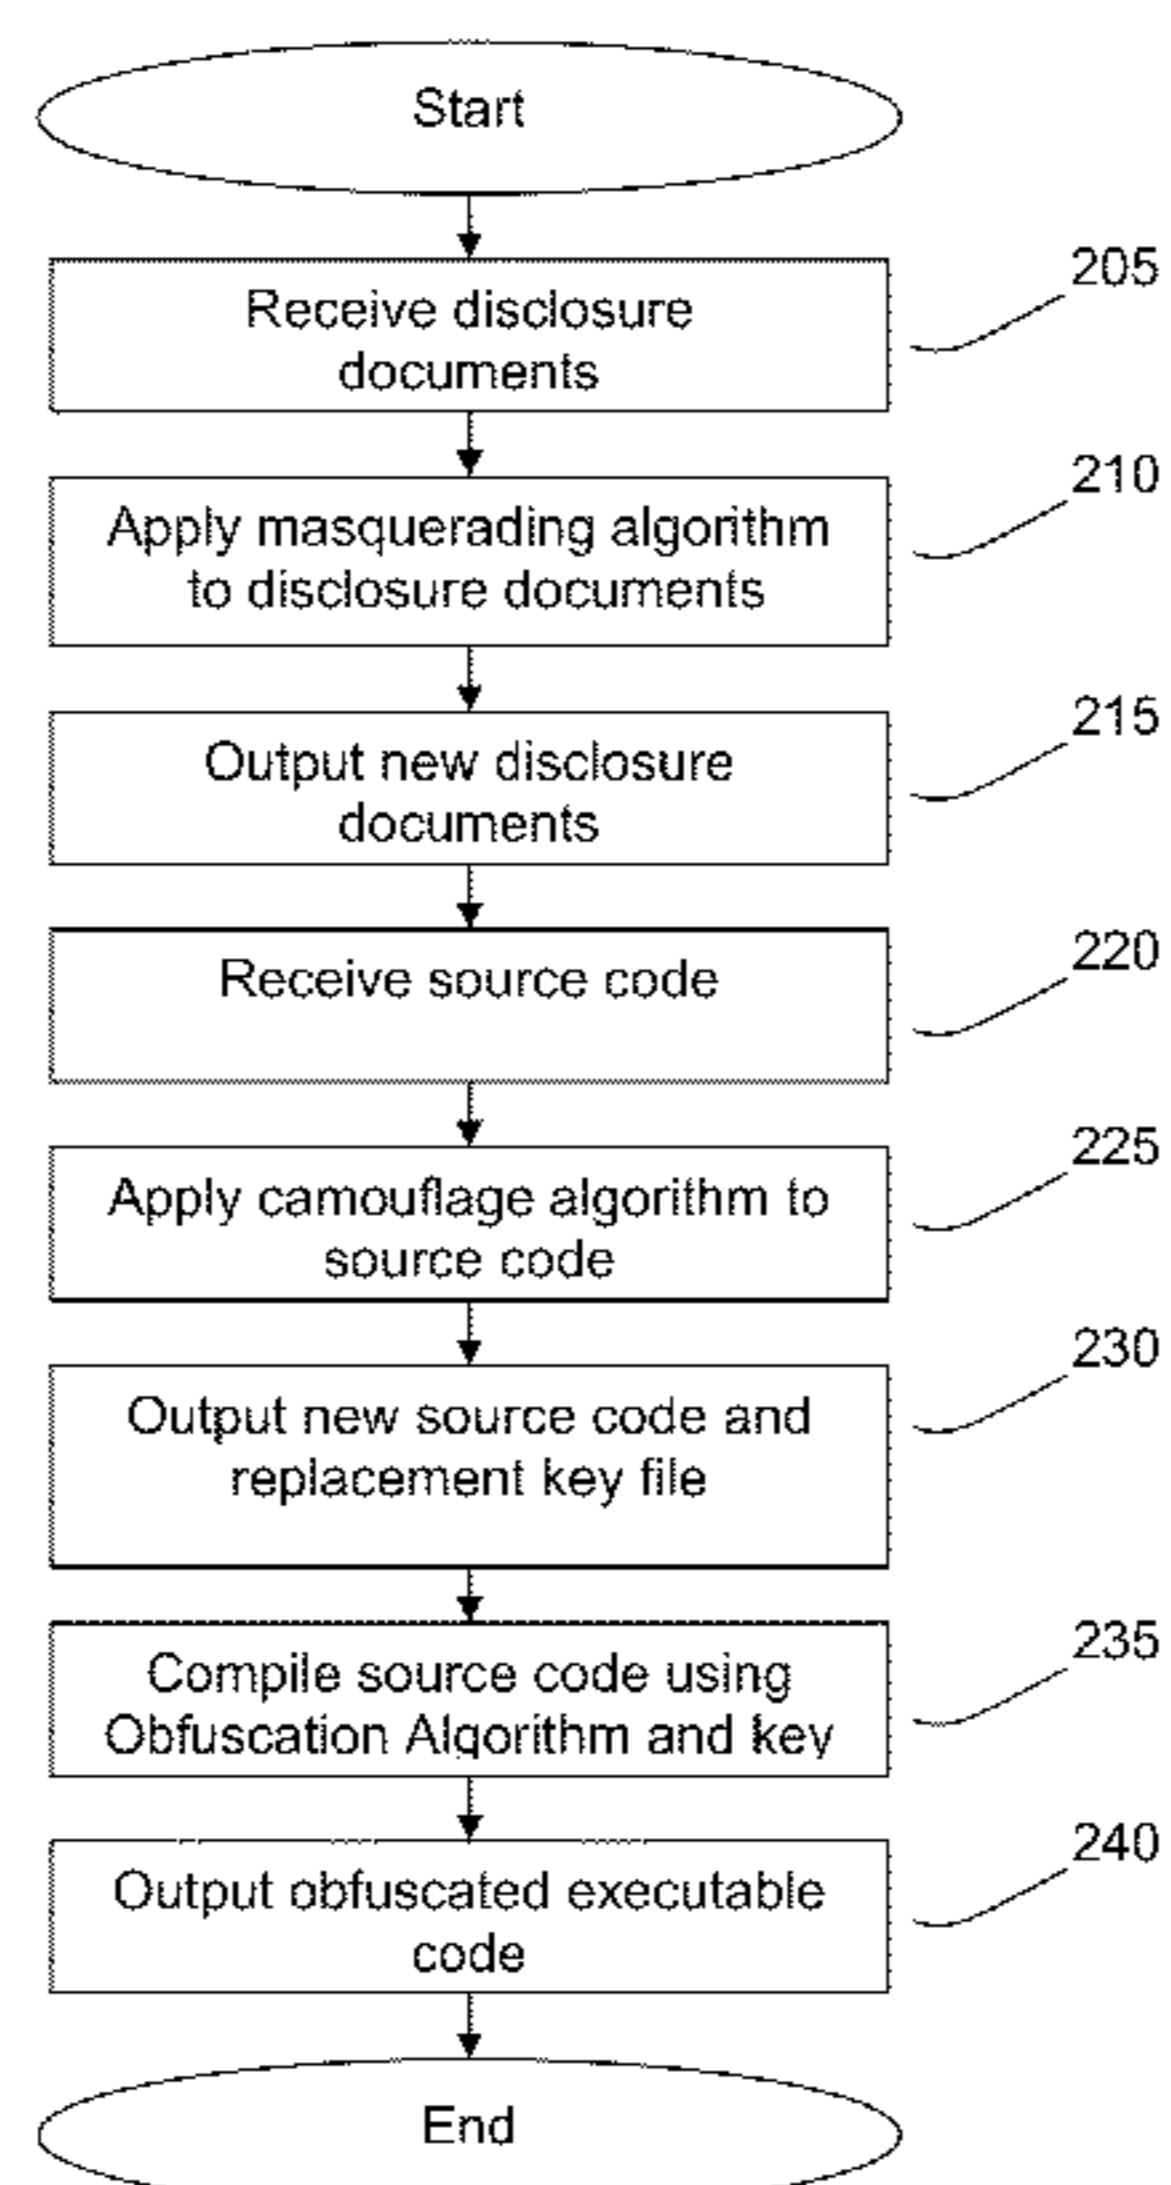 Start
205
Receive disclosure
documents
210
Apply masquerading algorithm
to disclosure documents
215
Output new disclosure
documents
220
Receive source code
225
Apply camouflage algorithm to
source code
230
Output new source code and
replacement key file
235
Compile source code using
Obfuscation Algorithm and key
240
Output obfuscated executable
code
End